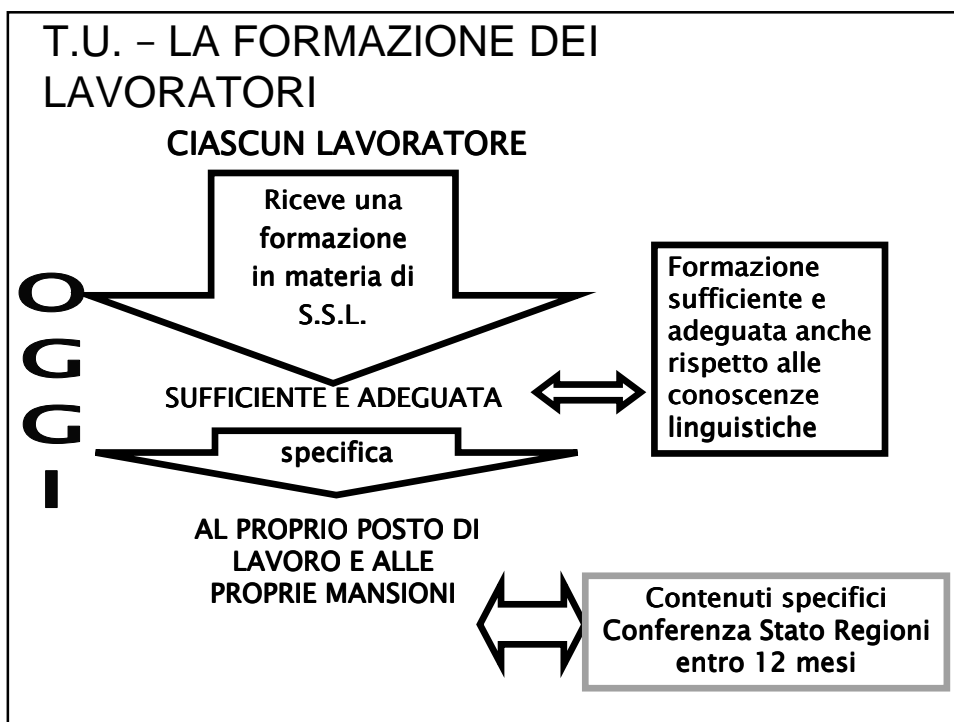 T.U. – LA FORMAZIONE DEI
LAVORATORI
CIASCUN LAVORATORE
Riceve una
formazione
in materia di
S.S.L.
OGGI
SUFFICIENTE E ADEGUATA
Formazione
sufficiente e
adeguata anche
rispetto alle
conoscenze
linguistiche
specifica
AL PROPRIO POSTO DI
LAVORO E ALLE
PROPRIE MANSIONI
Contenuti specifici
Conferenza Stato Regioni
entro 12 mesi